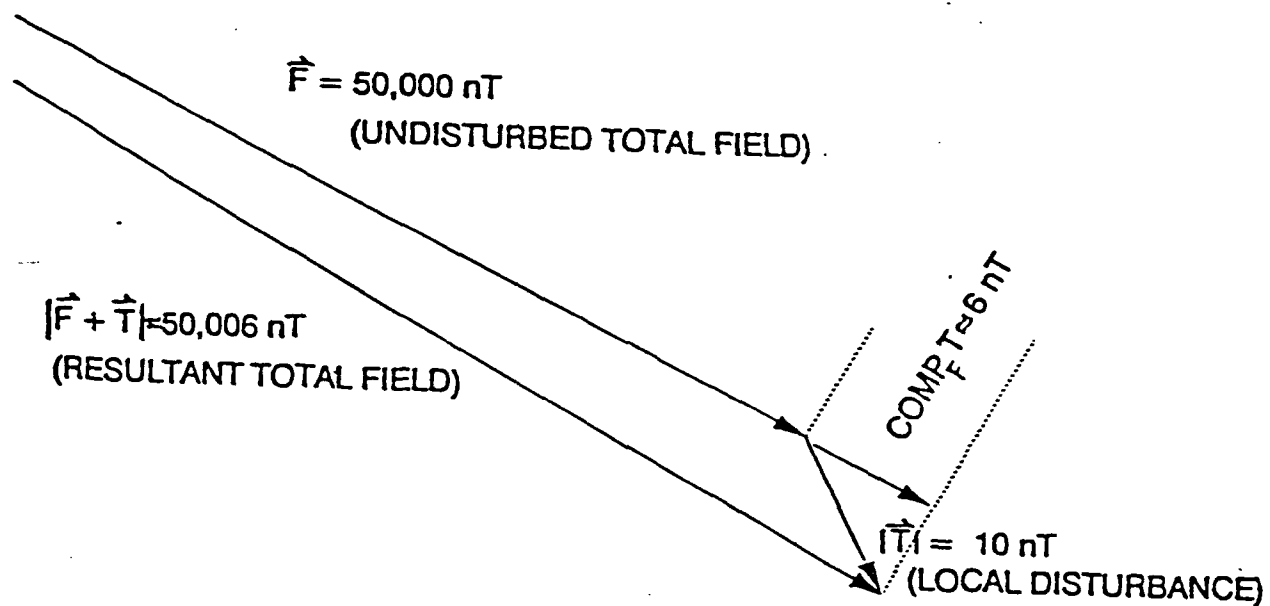 F⃗ = 50,000 nT
(UNDISTURBED TOTAL FIELD)
|F⃗ + T⃗|≈50,006 nT
(RESULTANT TOTAL FIELD)
COMP_F T≈6 nT
|T⃗| = 10 nT
(LOCAL DISTURBANCE)